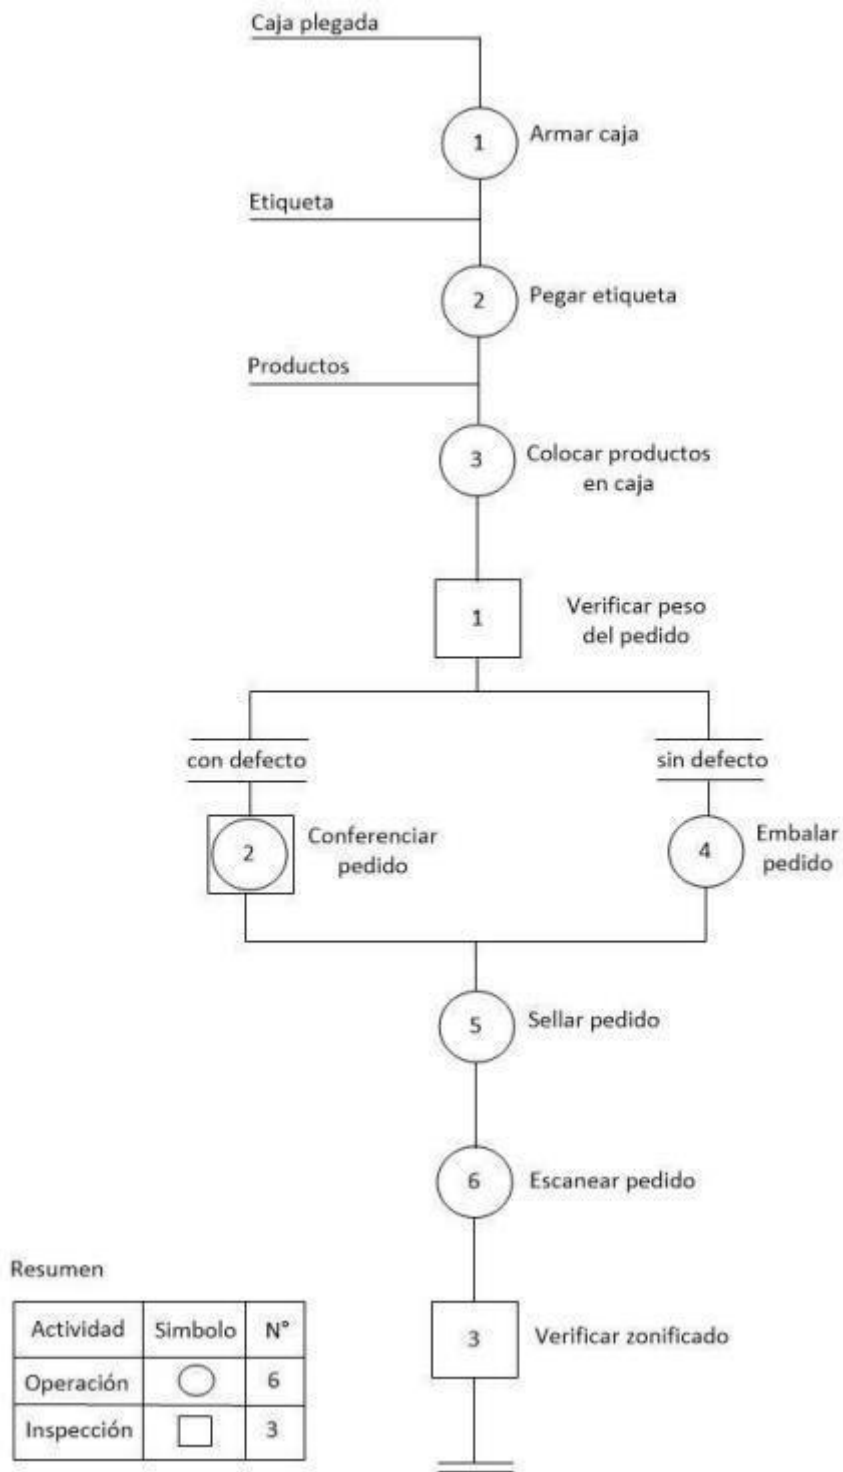 Caja plegada
1
Armar caja
Etiqueta
2
Pegar etiqueta
Productos
3
Colocar productos
en caja
1
Verificar peso
del pedido
con defecto
sin defecto
2
Conferenciar
pedido
4
Embalar
pedido
5
Sellar pedido
6
Escanear pedido
3
Verificar zonificado
Resumen
Actividad Simbolo N°
Operación 6
Inspección 3